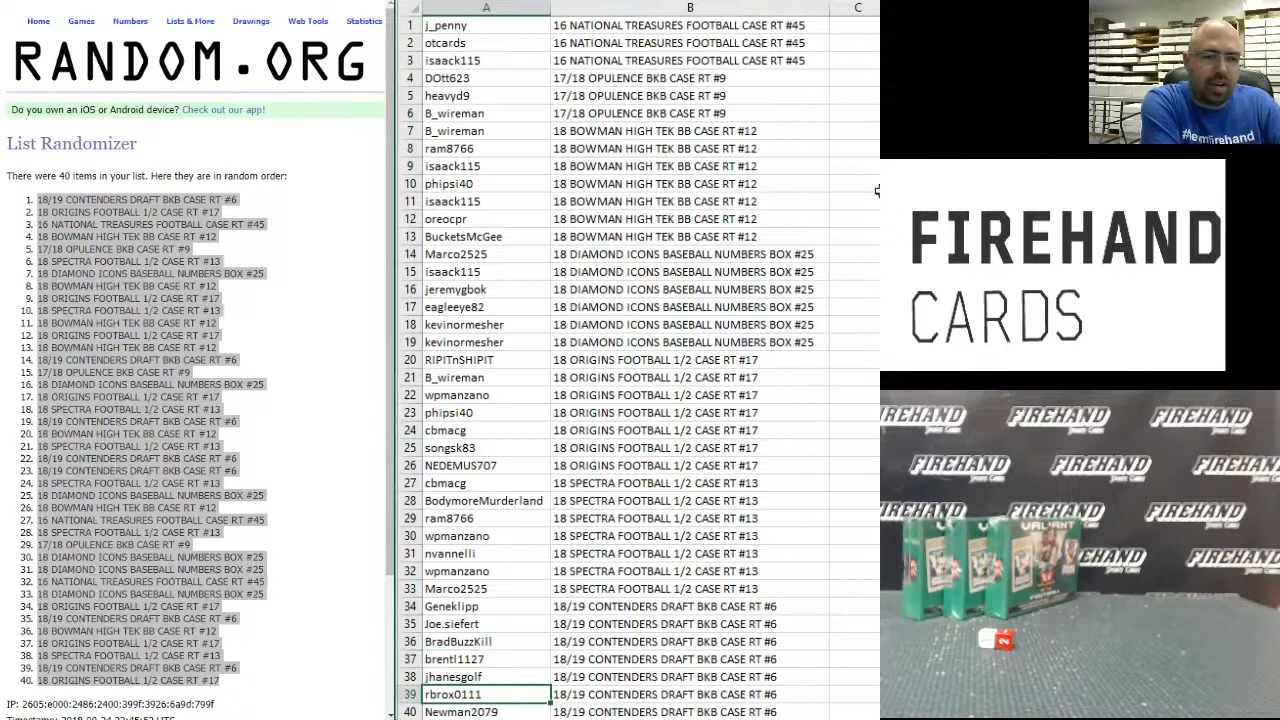 Home Games Numbers Lists & More Drawings Web Tools Statistics
RANDOM.ORG
Do you own an iOS or Android device? Check out our app!
List Randomizer
There were 40 items in your list. Here they are in random order:
1. 18/19 CONTENDERS DRAFT BKB CASE RT #6
2. 18 ORIGINS FOOTBALL 1/2 CASE RT #17
3. 16 NATIONAL TREASURES FOOTBALL CASE RT #45
4. 18 BOWMAN HIGH TEK BB CASE RT #12
5. 17/18 OPULENCE BKB CASE RT #9
6. 18 SPECTRA FOOTBALL 1/2 CASE RT #13
7. 18 DIAMOND ICONS BASEBALL NUMBERS BOX #25
8. 18 BOWMAN HIGH TEK BB CASE RT #12
9. 18 ORIGINS FOOTBALL 1/2 CASE RT #17
10. 18 SPECTRA FOOTBALL 1/2 CASE RT #13
11. 18 BOWMAN HIGH TEK BB CASE RT #12
12. 18 ORIGINS FOOTBALL 1/2 CASE RT #17
13. 18 BOWMAN HIGH TEK BB CASE RT #12
14. 18/19 CONTENDERS DRAFT BKB CASE RT #6
15. 17/18 OPULENCE BKB CASE RT #9
16. 18 DIAMOND ICONS BASEBALL NUMBERS BOX #25
17. 18 ORIGINS FOOTBALL 1/2 CASE RT #17
18. 18 SPECTRA FOOTBALL 1/2 CASE RT #13
19. 18/19 CONTENDERS DRAFT BKB CASE RT #6
20. 18 BOWMAN HIGH TEK BB CASE RT #12
21. 18 SPECTRA FOOTBALL 1/2 CASE RT #13
22. 18/19 CONTENDERS DRAFT BKB CASE RT #6
23. 18/19 CONTENDERS DRAFT BKB CASE RT #6
24. 18 SPECTRA FOOTBALL 1/2 CASE RT #13
25. 18 DIAMOND ICONS BASEBALL NUMBERS BOX #25
26. 18 BOWMAN HIGH TEK BB CASE RT #12
27. 16 NATIONAL TREASURES FOOTBALL CASE RT #45
28. 18 SPECTRA FOOTBALL 1/2 CASE RT #13
29. 17/18 OPULENCE BKB CASE RT #9
30. 18 DIAMOND ICONS BASEBALL NUMBERS BOX #25
31. 18 DIAMOND ICONS BASEBALL NUMBERS BOX #25
32. 16 NATIONAL TREASURES FOOTBALL CASE RT #45
33. 18 DIAMOND ICONS BASEBALL NUMBERS BOX #25
34. 18 ORIGINS FOOTBALL 1/2 CASE RT #17
35. 18/19 CONTENDERS DRAFT BKB CASE RT #6
36. 18 BOWMAN HIGH TEK BB CASE RT #12
37. 18 ORIGINS FOOTBALL 1/2 CASE RT #17
38. 18 SPECTRA FOOTBALL 1/2 CASE RT #13
39. 18/19 CONTENDERS DRAFT BKB CASE RT #6
40. 18 ORIGINS FOOTBALL 1/2 CASE RT #17
IP: 2605:e000:2486:2400:399f:3926:6a9d:799f
A B C
1 j_penny 16 NATIONAL TREASURES FOOTBALL CASE RT #45
2 otcards 16 NATIONAL TREASURES FOOTBALL CASE RT #45
3 isaack115 16 NATIONAL TREASURES FOOTBALL CASE RT #45
4 DOtt623 17/18 OPULENCE BKB CASE RT #9
5 heavyd9 17/18 OPULENCE BKB CASE RT #9
6 B_wireman 17/18 OPULENCE BKB CASE RT #9
7 B_wireman 18 BOWMAN HIGH TEK BB CASE RT #12
8 ram8766 18 BOWMAN HIGH TEK BB CASE RT #12
9 isaack115 18 BOWMAN HIGH TEK BB CASE RT #12
10 phipsi40 18 BOWMAN HIGH TEK BB CASE RT #12
11 isaack115 18 BOWMAN HIGH TEK BB CASE RT #12
12 oreocpr 18 BOWMAN HIGH TEK BB CASE RT #12
13 BucketsMcGee 18 BOWMAN HIGH TEK BB CASE RT #12
14 Marco2525 18 DIAMOND ICONS BASEBALL NUMBERS BOX #25
15 isaack115 18 DIAMOND ICONS BASEBALL NUMBERS BOX #25
16 jeremygbok 18 DIAMOND ICONS BASEBALL NUMBERS BOX #25
17 eagleeye82 18 DIAMOND ICONS BASEBALL NUMBERS BOX #25
18 kevinormesher 18 DIAMOND ICONS BASEBALL NUMBERS BOX #25
19 kevinormesher 18 DIAMOND ICONS BASEBALL NUMBERS BOX #25
20 RIPITnSHIPIT 18 ORIGINS FOOTBALL 1/2 CASE RT #17
21 B_wireman 18 ORIGINS FOOTBALL 1/2 CASE RT #17
22 wpmanzano 18 ORIGINS FOOTBALL 1/2 CASE RT #17
23 phipsi40 18 ORIGINS FOOTBALL 1/2 CASE RT #17
24 cbmacg 18 ORIGINS FOOTBALL 1/2 CASE RT #17
25 songsk83 18 ORIGINS FOOTBALL 1/2 CASE RT #17
26 NEDEMUS707 18 ORIGINS FOOTBALL 1/2 CASE RT #17
27 cbmacg 18 SPECTRA FOOTBALL 1/2 CASE RT #13
28 BodymoreMurderland 18 SPECTRA FOOTBALL 1/2 CASE RT #13
29 ram8766 18 SPECTRA FOOTBALL 1/2 CASE RT #13
30 wpmanzano 18 SPECTRA FOOTBALL 1/2 CASE RT #13
31 nvannelli 18 SPECTRA FOOTBALL 1/2 CASE RT #13
32 wpmanzano 18 SPECTRA FOOTBALL 1/2 CASE RT #13
33 Marco2525 18 SPECTRA FOOTBALL 1/2 CASE RT #13
34 Geneklipp 18/19 CONTENDERS DRAFT BKB CASE RT #6
35 Joe.siefert 18/19 CONTENDERS DRAFT BKB CASE RT #6
36 BradBuzzKill 18/19 CONTENDERS DRAFT BKB CASE RT #6
37 brentl1127 18/19 CONTENDERS DRAFT BKB CASE RT #6
38 jhanesgolf 18/19 CONTENDERS DRAFT BKB CASE RT #6
39 rbrox0111 18/19 CONTENDERS DRAFT BKB CASE RT #6
40 Newman2079 18/19 CONTENDERS DRAFT BKB CASE RT #6
#teamfirehand
FIREHAND
CARDS
FIREHAND FIREHAND FIREHAND
FIREHAND FIREHAND FIREHAND
VALIANT
FIREHAND